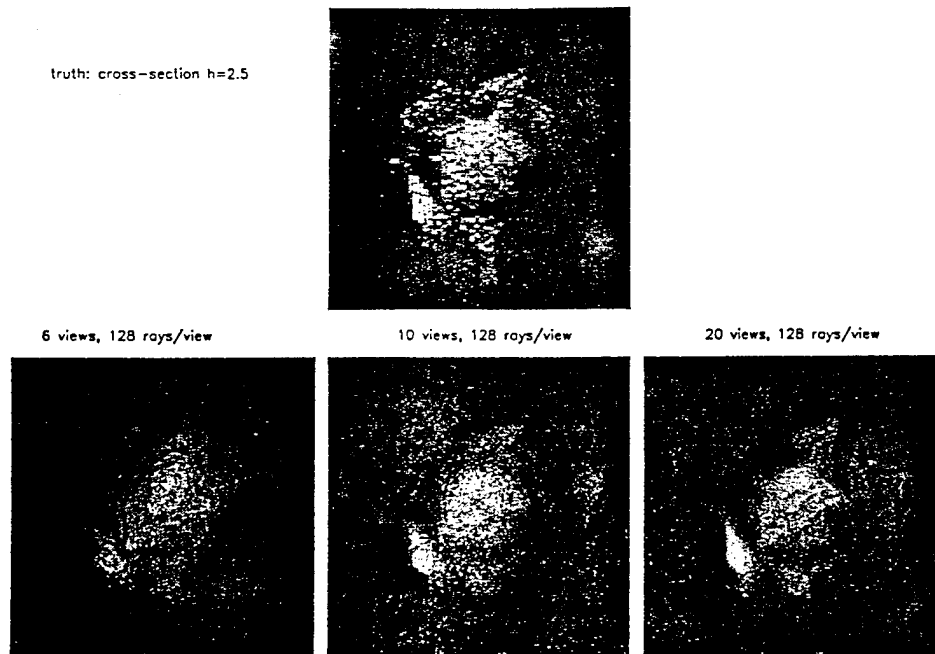 truth: cross-section h=2.5
6 views, 128 rays/view
10 views, 128 rays/view
20 views, 128 rays/view